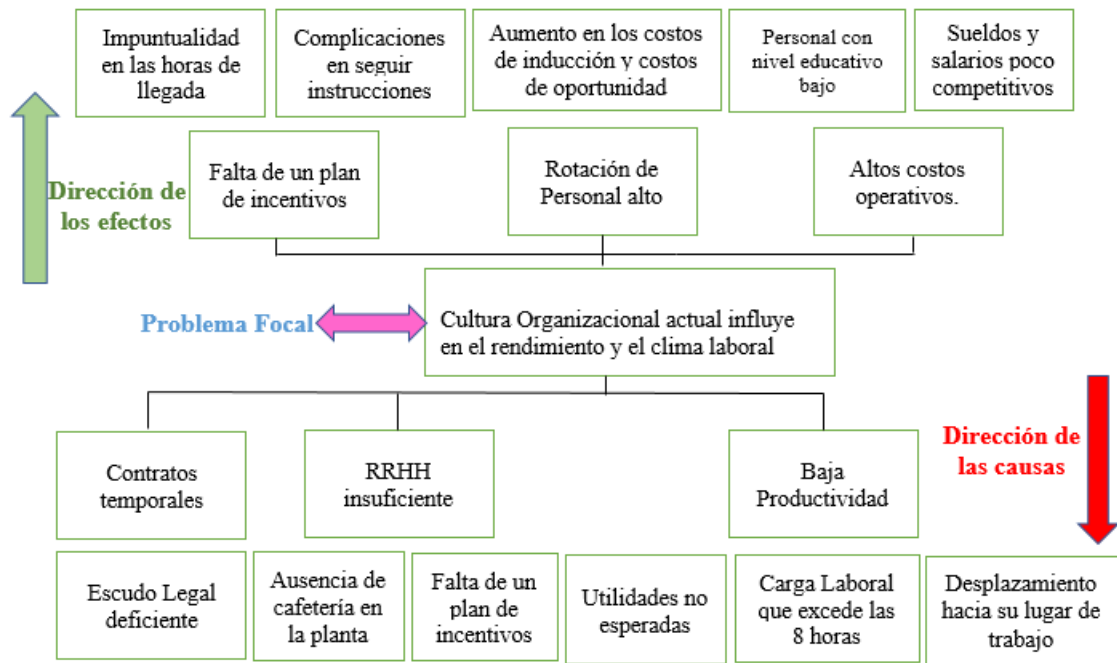 Impuntualidad
en las horas de
llegada
Complicaciones
en seguir
instrucciones
Aumento en los costos
de inducción y costos
de oportunidad
Personal con
nivel educativo
bajo
Sueldos y
salarios poco
competitivos
Dirección de
los efectos
Falta de un plan
de incentivos
Rotación de
Personal alto
Altos costos
operativos.
Problema Focal
Cultura Organizacional actual influye
en el rendimiento y el clima laboral
Dirección de
las causas
Contratos
temporales
RRHH
insuficiente
Baja
Productividad
Escudo Legal
deficiente
Ausencia de
cafetería en
la planta
Falta de un
plan de
incentivos
Utilidades no
esperadas
Carga Laboral
que excede las
8 horas
Desplazamiento
hacia su lugar de
trabajo